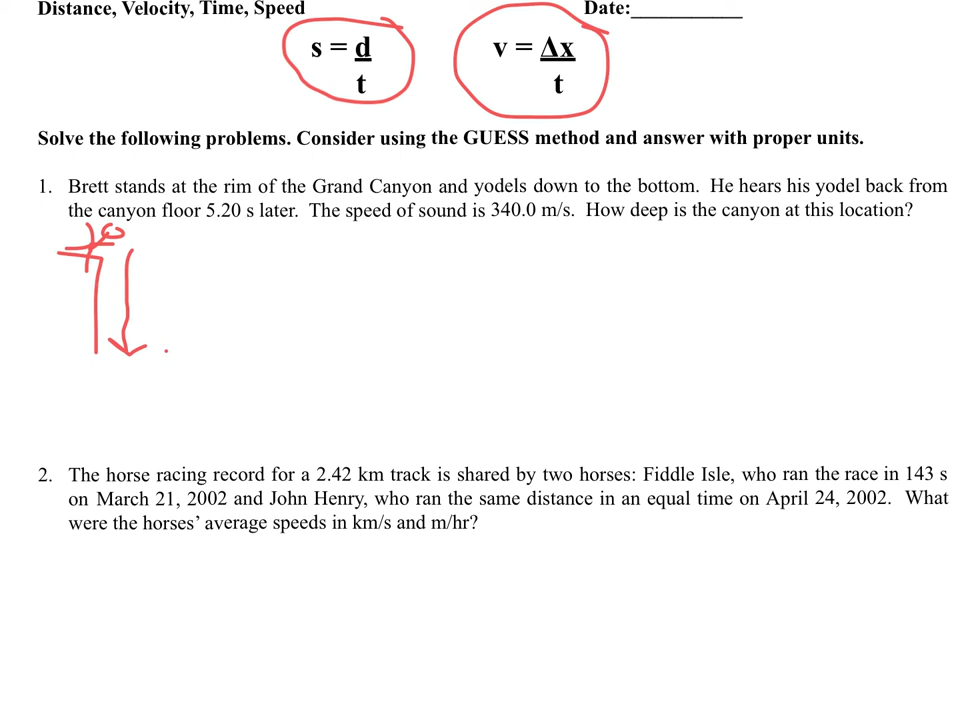 Distance, Velocity, Time, Speed Date:____________
s = d v = Δx
t t
Solve the following problems. Consider using the GUESS method and answer with proper units.
1. Brett stands at the rim of the Grand Canyon and yodels down to the bottom. He hears his yodel back from
the canyon floor 5.20 s later. The speed of sound is 340.0 m/s. How deep is the canyon at this location?
2. The horse racing record for a 2.42 km track is shared by two horses: Fiddle Isle, who ran the race in 143 s
on March 21, 2002 and John Henry, who ran the same distance in an equal time on April 24, 2002. What
were the horses’ average speeds in km/s and m/hr?